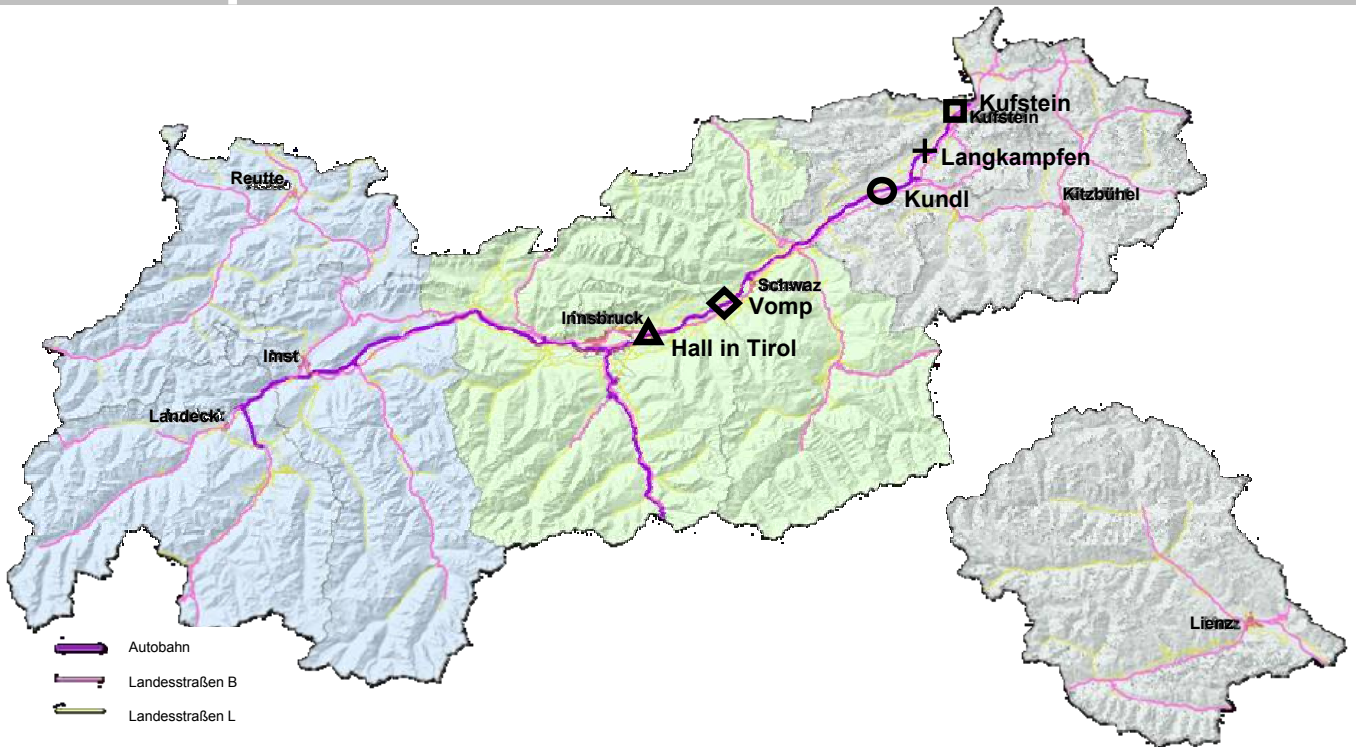 Kufstein
Kufstein
Langkampfen
Reutte
Kitzbühel
Kundl
Schwaz
Vomp
Innsbruck
Hall in Tirol
Imst
Landeck
Lienz
Autobahn
Landesstraßen B
Landesstraßen L